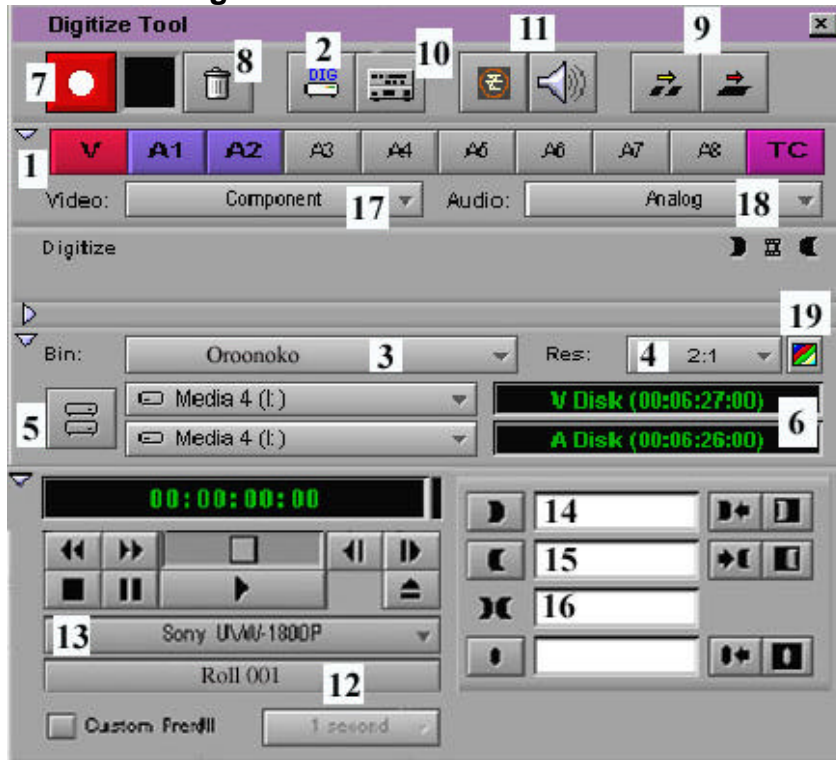 Digitize Tool
7 8 2 DIG 10 11 9
1 V A1 A2 A3 A4 A5 A6 A7 A8 TC
Video: Component 17 Audio: Analog 18
Digitize
19
Bin: Oroonoko 3 Res: 4 2:1
5 Media 4 (I:) V Disk (00:06:27:00) 6
Media 4 (I:) A Disk (00:06:26:00)
00:00:00:00
14
15
16
13 Sony UVW-1800P
Roll 001 12
Custom Preroll 1 second